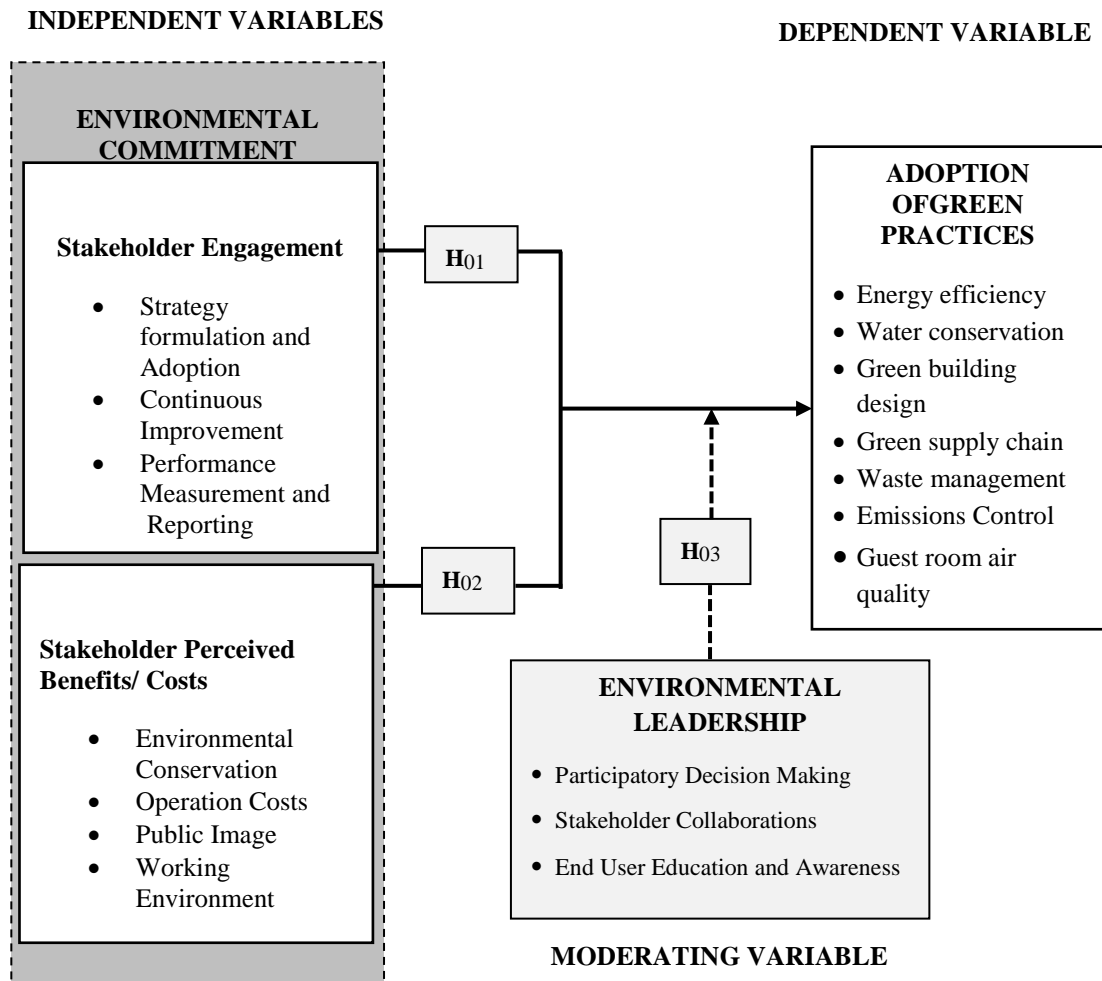 INDEPENDENT VARIABLES
DEPENDENT VARIABLE
ENVIRONMENTAL
COMMITMENT
Stakeholder Engagement
• Strategy
formulation and
Adoption
• Continuous
Improvement
• Performance
Measurement and
Reporting
Stakeholder Perceived
Benefits/ Costs
• Environmental
Conservation
• Operation Costs
• Public Image
• Working
Environment
H01
H02
H03
ADOPTION
OFGREEN
PRACTICES
• Energy efficiency
• Water conservation
• Green building
design
• Green supply chain
• Waste management
• Emissions Control
• Guest room air
quality
ENVIRONMENTAL
LEADERSHIP
• Participatory Decision Making
• Stakeholder Collaborations
• End User Education and Awareness
MODERATING VARIABLE